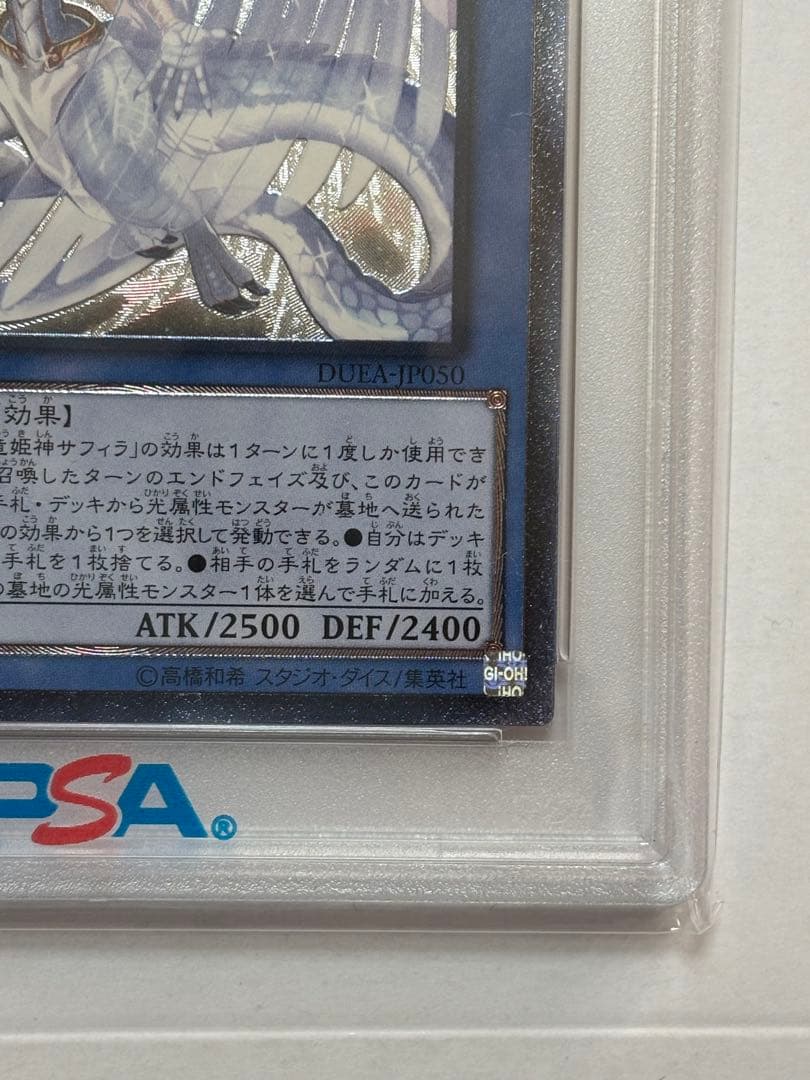 DUEA-JP050
効果】
姫神サフィラ」の効果は1ターンに1度しか使用でき
召喚したターンのエンドフェイズ及び、このカードが
手札・デッキから光属性モンスターが墓地へ送られた
の効果から1つを選択して発動できる。●自分はデッキ
手札を1枚捨てる。●相手の手札をランダムに1枚
の墓地の光属性モンスター1体を選んで手札に加える。
ATK/2500 DEF/2400
©高橋和希 スタジオ・ダイス/集英社
GI-OH!
PSA®